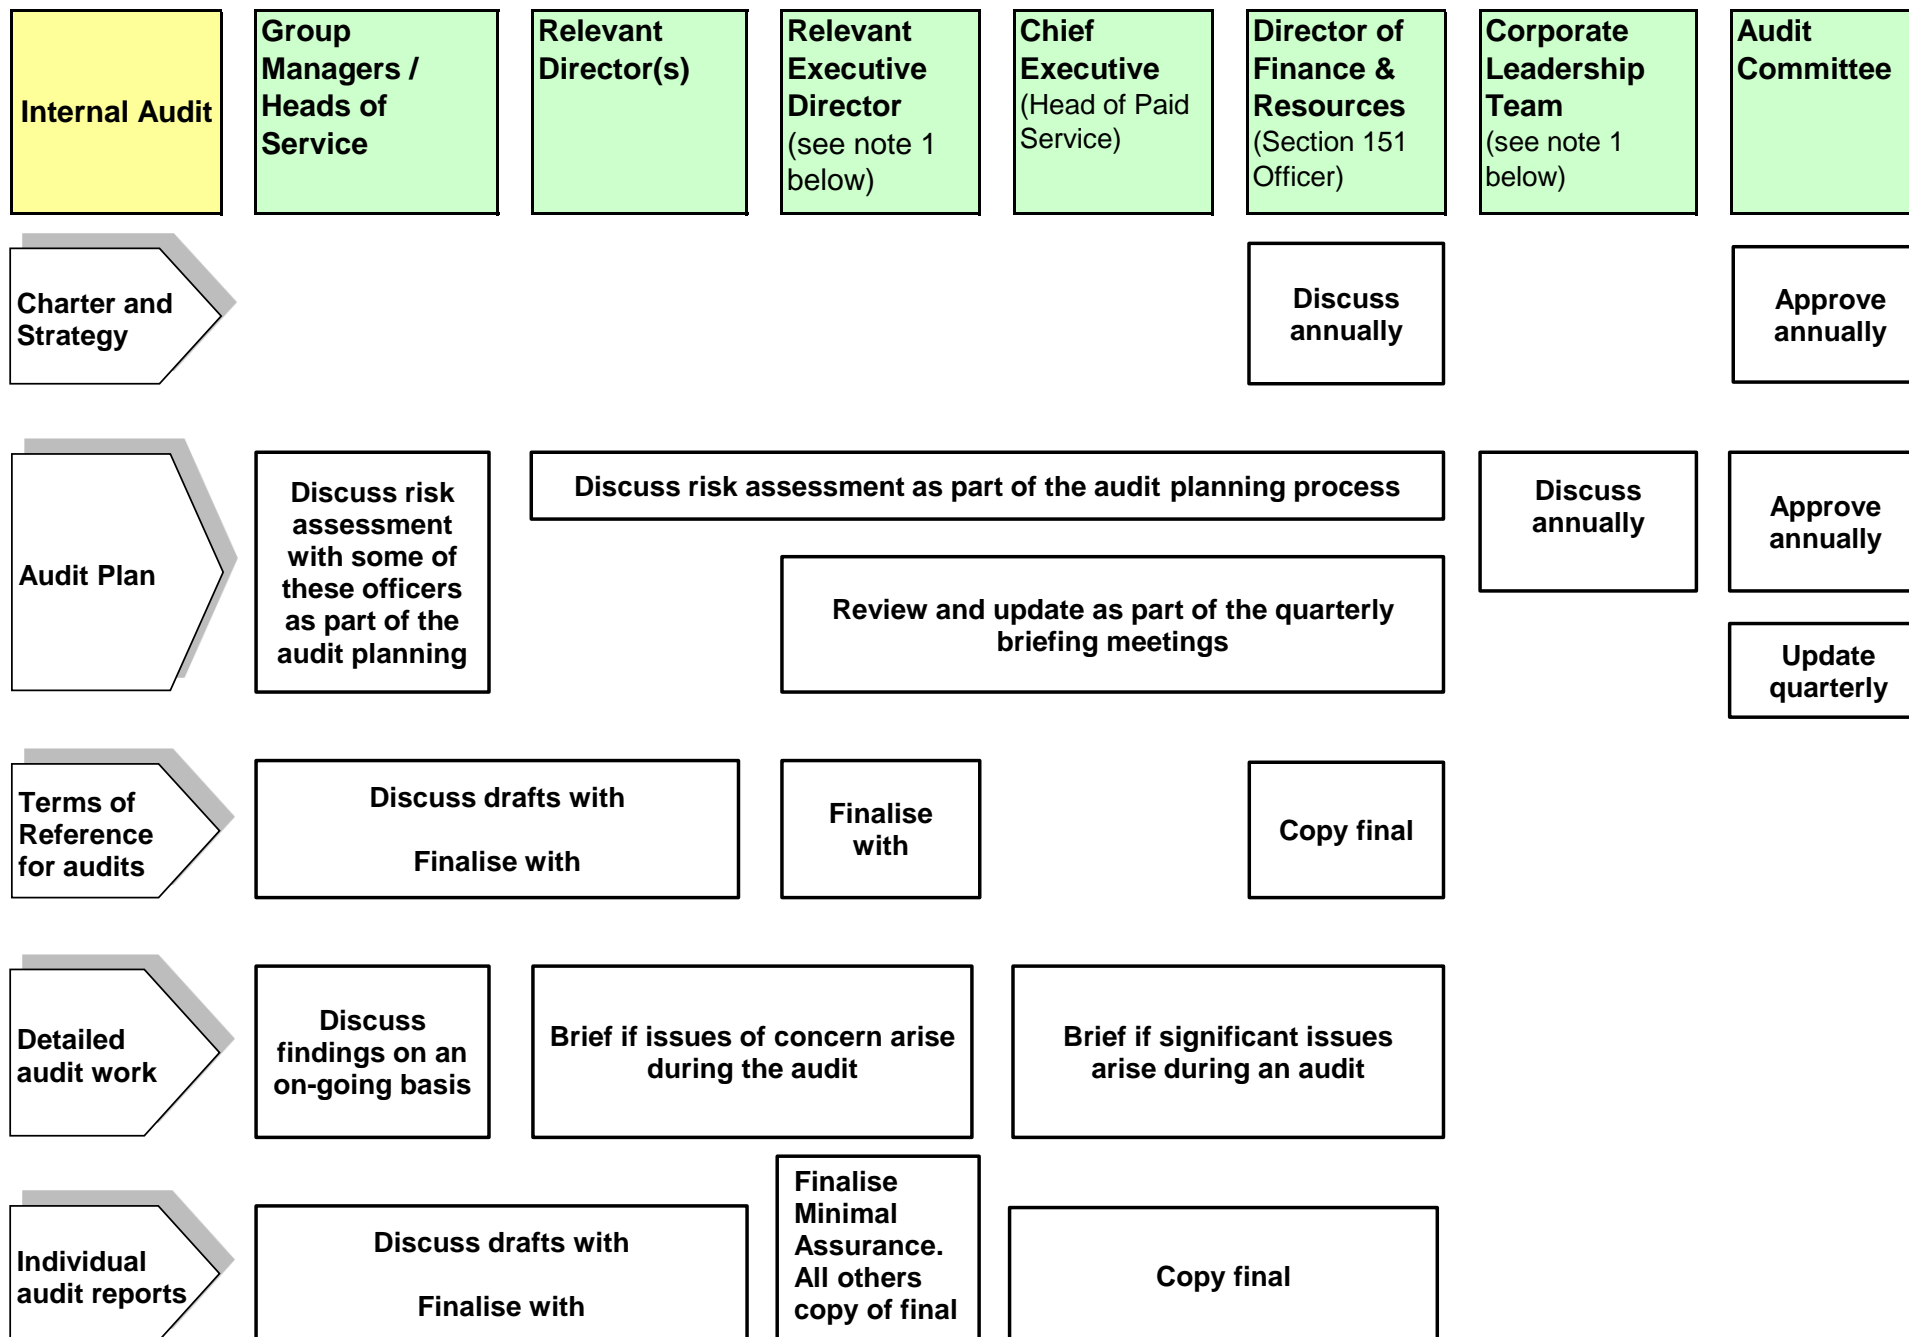 Internal Audit
Group
Managers /
Heads of
Service
Relevant
Director(s)
Relevant
Executive
Director
(see note 1
below)
Chief
Executive
(Head of Paid
Service)
Director of
Finance &
Resources
(Section 151
Officer)
Corporate
Leadership
Team
(see note 1
below)
Audit
Committee
Charter and
Strategy
Discuss
annually
Approve
annually
Audit Plan
Discuss risk
assessment
with some of
these officers
as part of the
audit planning
Discuss risk assessment as part of the audit planning process
Review and update as part of the quarterly
briefing meetings
Discuss
annually
Approve
annually
Update
quarterly
Terms of
Reference
for audits
Discuss drafts with
Finalise with
Finalise
with
Copy final
Detailed
audit work
Discuss
findings on an
on-going basis
Brief if issues of concern arise
during the audit
Brief if significant issues
arise during an audit
Individual
audit reports
Discuss drafts with
Finalise with
Finalise
Minimal
Assurance.
All others
copy of final
Copy final